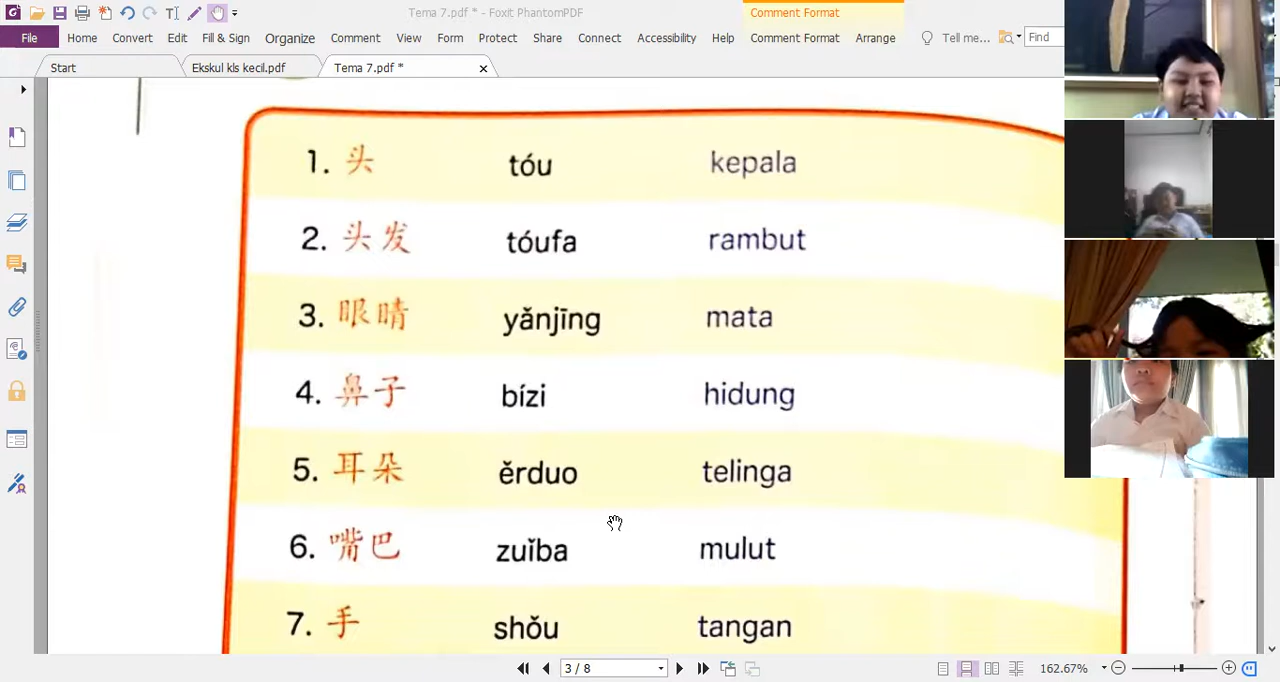 Tema 7.pdf * - Foxit PhantomPDF
Comment Format
File Home Convert Edit Fill & Sign Organize Comment View Form Protect Share Connect Accessibility Help Comment Format Arrange Tell me... Find
Start Ekskul kls kecil.pdf Tema 7.pdf *
1. 头 tóu kepala
2. 头发 tóufa rambut
3. 眼睛 yǎnjīng mata
4. 鼻子 bízi hidung
5. 耳朵 ěrduo telinga
6. 嘴巴 zuǐba mulut
7. 手 shǒu tangan
3 / 8 162.67%